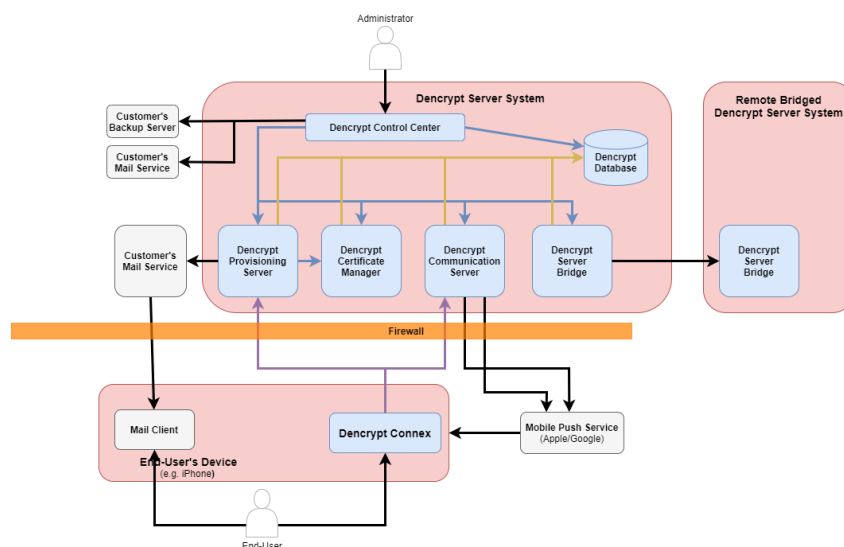 Administrator
Dencrypt Server System
Remote Bridged
Dencrypt Server System
Customer's
Backup Server
Dencrypt Control Center
Customer's
Mail Service
Dencrypt
Database
Customer's
Mail Service
Dencrypt
Provisioning
Server
Dencrypt
Certificate
Manager
Dencrypt
Communication
Server
Dencrypt
Server
Bridge
Dencrypt
Server
Bridge
Firewall
Mail Client
Dencrypt Connex
Mobile Push Service
(Apple/Google)
End-User's Device
(e.g. iPhone)
End-User